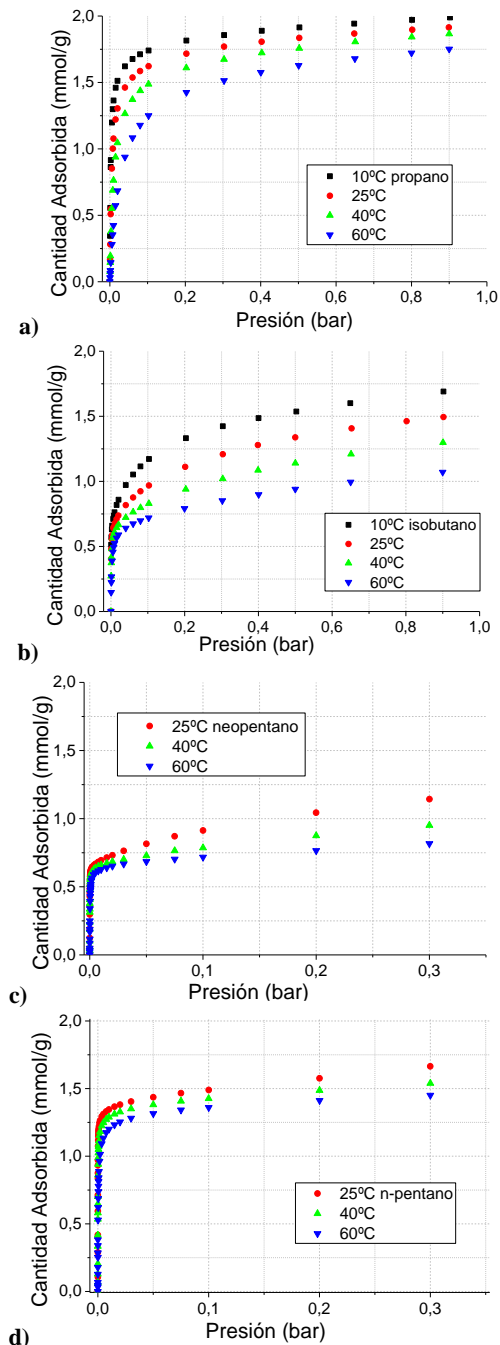 2,0
1,5
1,0
0,5
0,0
Cantidad Adsorbida (mmol/g)
10ºC propano
25ºC
40ºC
60ºC
0,0 0,2 0,4 0,6 0,8 1,0
Presión (bar)
a)
2,0
1,5
1,0
0,5
0,0
Cantidad Adsorbida (mmol/g)
10ºC isobutano
25ºC
40ºC
60ºC
0,0 0,2 0,4 0,6 0,8 1,0
Presión (bar)
b)
2,0
1,5
1,0
0,5
0,0
Cantidad Adsorbida (mmol/g)
25ºC neopentano
40ºC
60ºC
0,0 0,1 0,2 0,3
Presión (bar)
c)
2,0
1,5
1,0
0,5
0,0
Cantidad Adsorbida (mmol/g)
25ºC n-pentano
40ºC
60ºC
0,0 0,1 0,2 0,3
Presión (bar)
d)